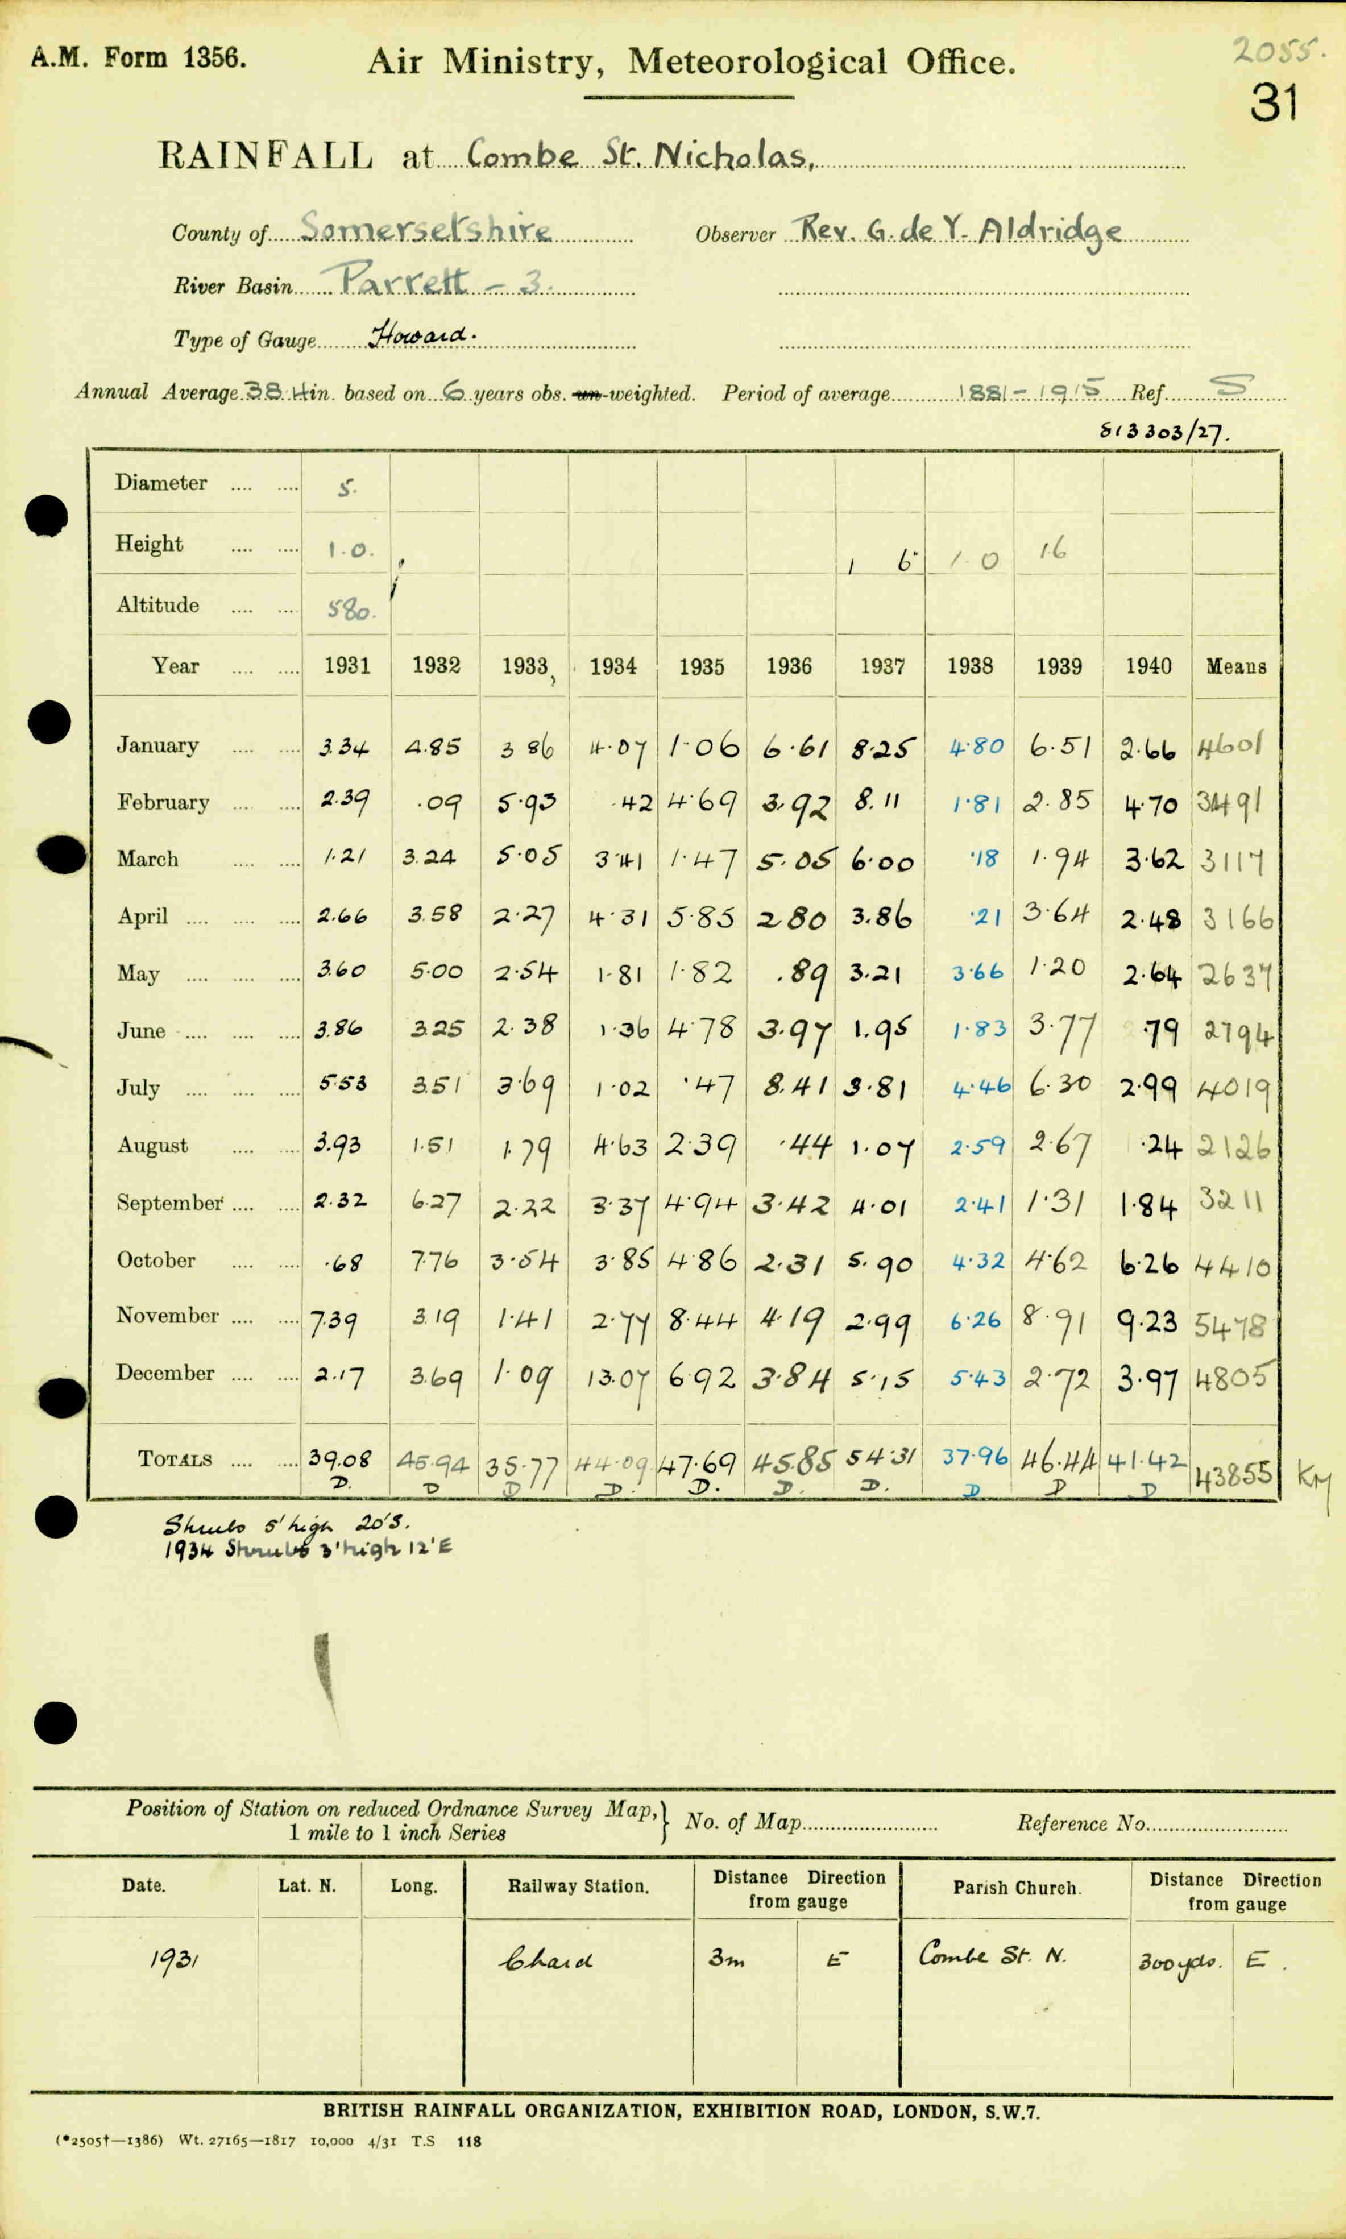 A.M. Form 1356. Air Ministry, Meteorological Office. 2055.
31
RAINFALL at Combe St. Nicholas,
County of Somersetshire Observer Rev. G. de Y. Aldridge
River Basin Parrett - 3.
Type of Gauge Howard.
Annual Average 38.4 in. based on 6 years obs. un-weighted. Period of average 1881-1915 Ref. S
S13303/27.
Diameter .... .... 5.
Height .... .... 1.0. 1 6 1.0 1.6
Altitude .... .... 580.
Year .... .... 1931 1932 1933 1934 1935 1936 1937 1938 1939 1940 Means
January .... .... 3.34 4.85 3 86 4.07 1.06 6.61 8.25 4.80 6.51 2.66 4601
February .... .... 2.39 .09 5.93 .42 4.69 3.92 8.11 1.81 2.85 4.70 3491
March .... .... 1.21 3.24 5.05 3.41 1.47 5.05 6.00 .18 1.94 3.62 3117
April .... .... .... 2.66 3.58 2.27 4.31 5.85 2 80 3.86 .21 3.64 2.48 3166
May .... .... .... 3.60 5.00 2.54 1.81 1.82 .89 3.21 3.66 1.20 2.64 2637
June .... .... .... 3.86 3.25 2.38 1.36 4.78 3.97 1.95 1.83 3.77 .79 2794
July .... .... .... 5.53 3.51 3.69 1.02 .47 8.41 3.81 4.46 6.30 2.99 4019
August .... .... 3.93 1.51 1.79 4.63 2.39 .44 1.07 2.59 2.67 .24 2126
September .... .... 2.32 6.27 2.22 3.37 4.94 3.42 4.01 2.41 1.31 1.84 3211
October .... .... .68 7.76 3.54 3.85 4.86 2.31 5.90 4.32 4.62 6.26 4410
November .... .... 7.39 3.19 1.41 2.77 8.44 4.19 2.99 6.26 8.91 9.23 5478
December .... .... 2.17 3.69 1.09 13.07 6.92 3.84 5.15 5.43 2.72 3.97 4805
TOTALS .... .... 39.08 45.94 35.77 44.09 47.69 45.85 54.31 37.96 46.44 41.42 43855 KM
D. D D D. D. D. D. D D D
Shrubs 5' high 20'S.
1934 Shrubs 3' high 12' E
Position of Station on reduced Ordnance Survey Map,} No. of Map Reference No.
1 mile to 1 inch Series
Date. Lat. N. Long. Railway Station. Distance Direction from gauge Parish Church. Distance Direction from gauge
1931 Chard 3m E Combe St. N. 300 yds. E.
BRITISH RAINFALL ORGANIZATION, EXHIBITION ROAD, LONDON, S.W.7.
(*2505†—1386) Wt. 27165—1817 10,000 4/31 T.S 118